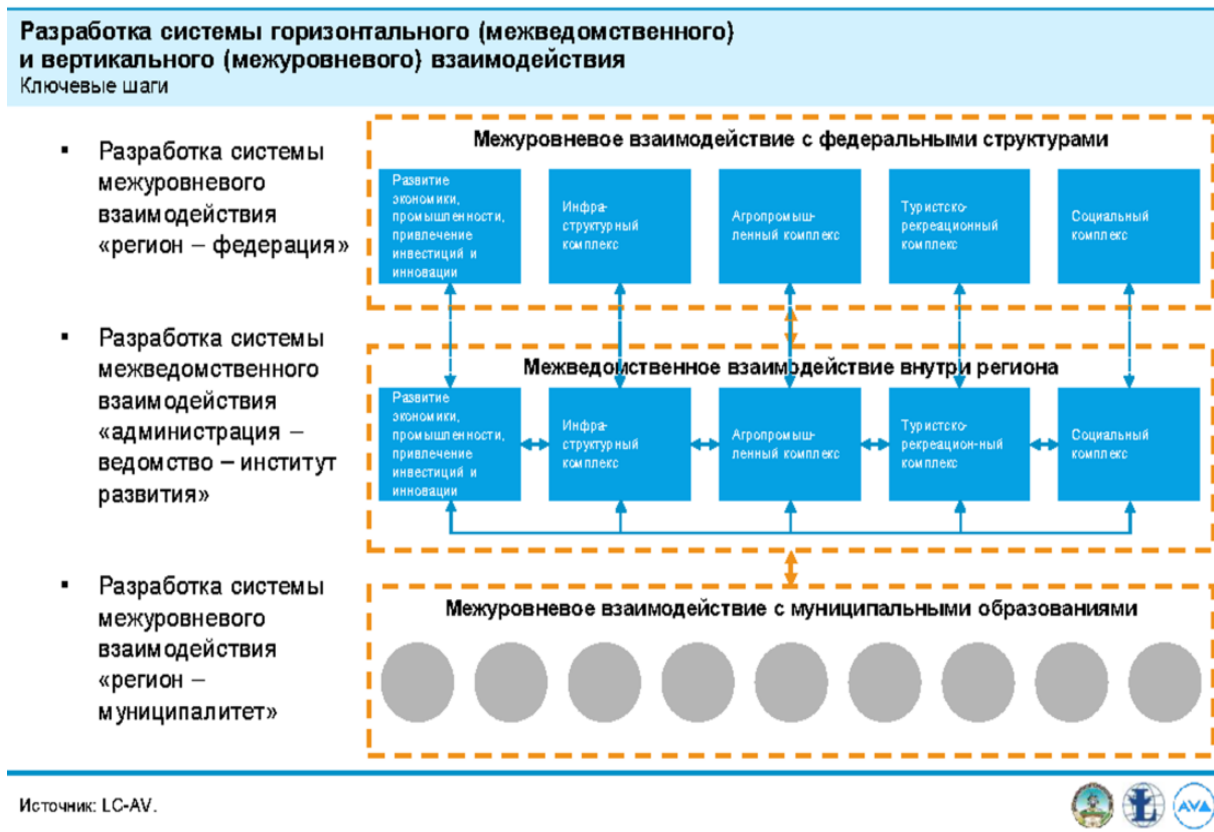 Разработка системы горизонтального (межведомственного)
и вертикального (межуровневого) взаимодействия
Ключевые шаги
▪ Разработка системы
межуровневого
взаимодействия
«регион – федерация»
▪ Разработка системы
межведомственного
взаимодействия
«администрация –
ведомство – институт
развития»
▪ Разработка системы
межуровневого
взаимодействия
«регион –
муниципалитет»
Межуровневое взаимодействие с федеральными структурами
Развитие
экономики,
промышленности,
привлечение
инвестиций и
инновации
Инфра-
структурный
комплекс
Агропромыш-
ленный комплекс
Туристско-
рекреационный
комплекс
Социальный
комплекс
Межведомственное взаимодействие внутри региона
Развитие
экономики,
промышленности,
привлечение
инвестиций и
инновации
Инфра-
структурный
комплекс
Агропромыш-
ленный комплекс
Туристско-
рекреацион-ный
комплекс
Социальный
комплекс
Межуровневое взаимодействие с муниципальными образованиями
Источник: LC-AV.
AVA